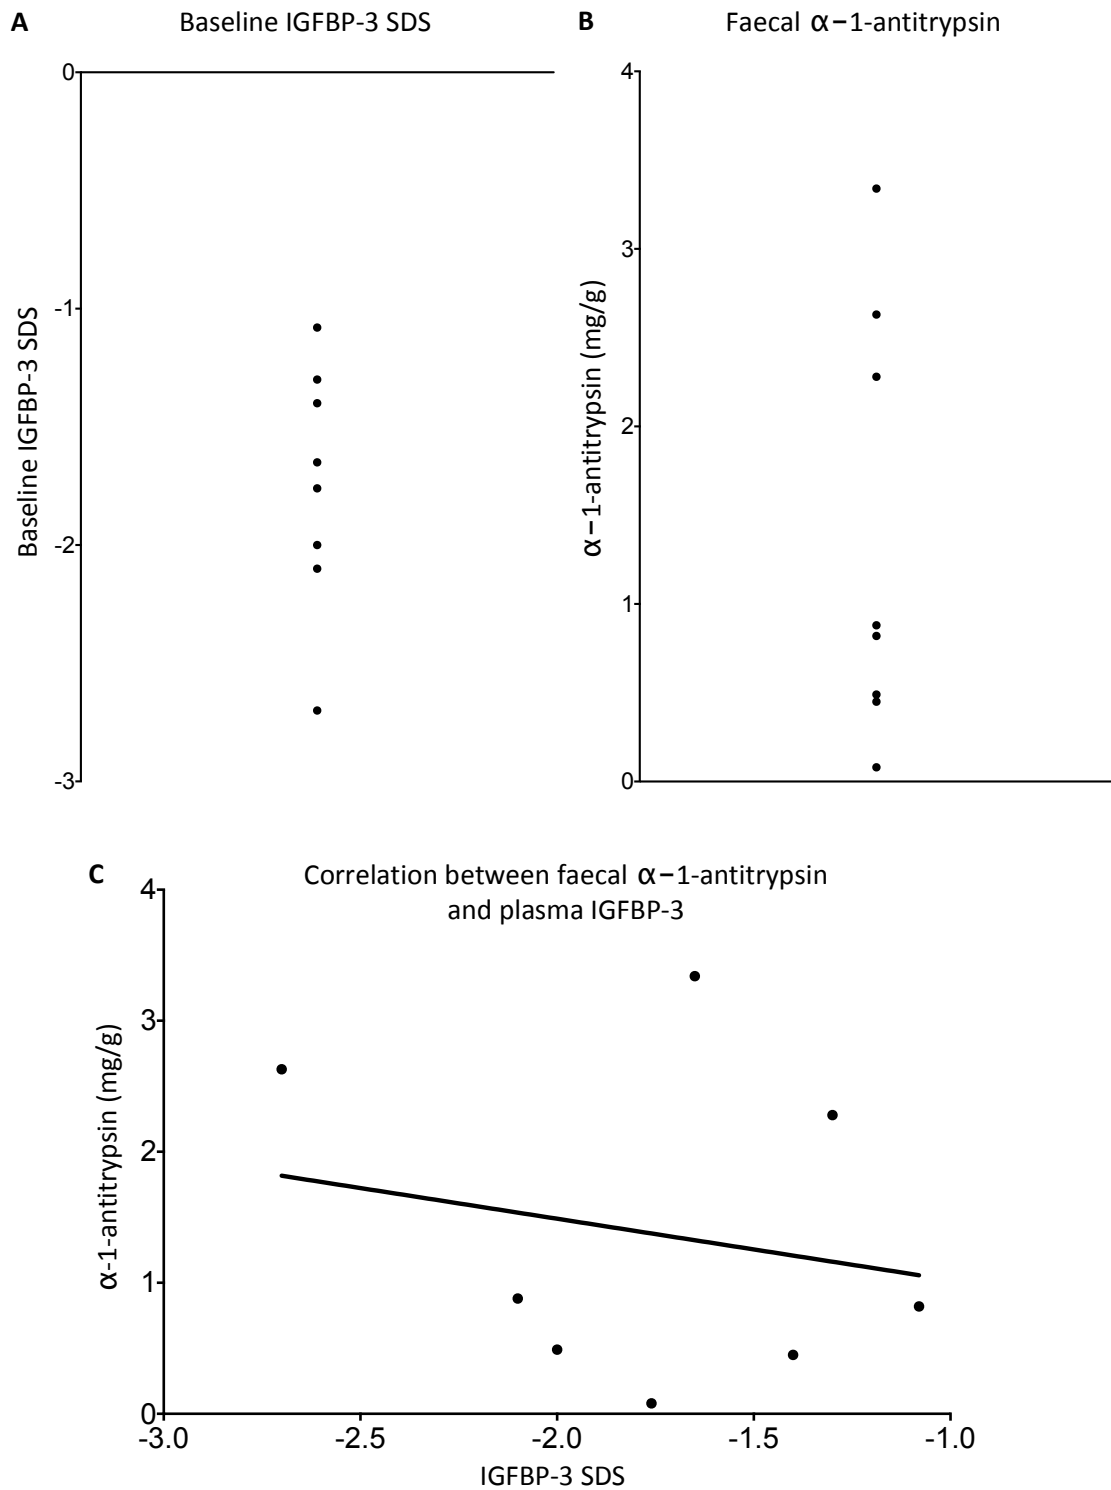 A
Baseline IGFBP-3 SDS
0
-1
-2
-3
Baseline IGFBP-3 SDS
B
Faecal α−1-antitrypsin
4
3
2
1
0
α−1-antitrypsin (mg/g)
C
Correlation between faecal α−1-antitrypsin
and plasma IGFBP-3
4
3
2
1
0
α-1-antitrypsin (mg/g)
-3.0 -2.5 -2.0 -1.5 -1.0
IGFBP-3 SDS